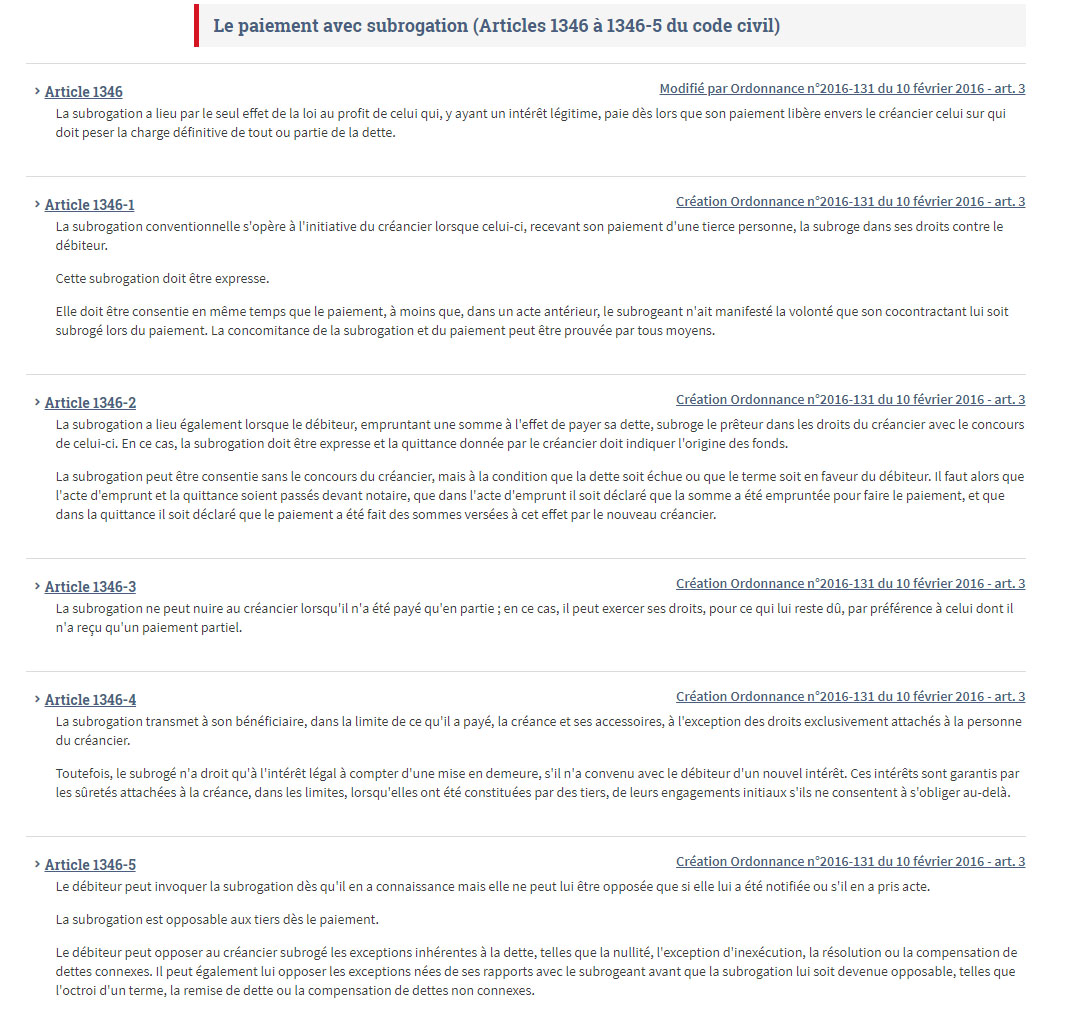 Le paiement avec subrogation (Articles 1346 à 1346-5 du code civil)
Article 1346
Modifié par Ordonnance n°2016-131 du 10 février 2016 - art. 3
La subrogation a lieu par le seul effet de la loi au profit de celui qui, y ayant un intérêt légitime, paie dès lors que son paiement libère envers le créancier celui sur qui
doit peser la charge définitive de tout ou partie de la dette.
Article 1346-1
Création Ordonnance n°2016-131 du 10 février 2016 - art. 3
La subrogation conventionnelle s'opère à l'initiative du créancier lorsque celui-ci, recevant son paiement d'une tierce personne, la subroge dans ses droits contre le
débiteur.
Cette subrogation doit être expresse.
Elle doit être consentie en même temps que le paiement, à moins que, dans un acte antérieur, le subrogeant n'ait manifesté la volonté que son cocontractant lui soit
subrogé lors du paiement. La concomitance de la subrogation et du paiement peut être prouvée par tous moyens.
Article 1346-2
Création Ordonnance n°2016-131 du 10 février 2016 - art. 3
La subrogation a lieu également lorsque le débiteur, empruntant une somme à l'effet de payer sa dette, subroge le prêteur dans les droits du créancier avec le concours
de celui-ci. En ce cas, la subrogation doit être expresse et la quittance donnée par le créancier doit indiquer l'origine des fonds.
La subrogation peut être consentie sans le concours du créancier, mais à la condition que la dette soit échue ou que le terme soit en faveur du débiteur. Il faut alors que
l'acte d'emprunt et la quittance soient passés devant notaire, que dans l'acte d'emprunt il soit déclaré que la somme a été empruntée pour faire le paiement, et que
dans la quittance il soit déclaré que le paiement a été fait des sommes versées à cet effet par le nouveau créancier.
Article 1346-3
Création Ordonnance n°2016-131 du 10 février 2016 - art. 3
La subrogation ne peut nuire au créancier lorsqu'il n'a été payé qu'en partie ; en ce cas, il peut exercer ses droits, pour ce qui lui reste dû, par préférence à celui dont il
n'a reçu qu'un paiement partiel.
Article 1346-4
Création Ordonnance n°2016-131 du 10 février 2016 - art. 3
La subrogation transmet à son bénéficiaire, dans la limite de ce qu'il a payé, la créance et ses accessoires, à l'exception des droits exclusivement attachés à la personne
du créancier.
Toutefois, le subrogé n'a droit qu'à l'intérêt légal à compter d'une mise en demeure, s'il n'a convenu avec le débiteur d'un nouvel intérêt. Ces intérêts sont garantis par
les sûretés attachées à la créance, dans les limites, lorsqu'elles ont été constituées par des tiers, de leurs engagements initiaux s'ils ne consentent à s'obliger au-delà.
Article 1346-5
Création Ordonnance n°2016-131 du 10 février 2016 - art. 3
Le débiteur peut invoquer la subrogation dès qu'il en a connaissance mais elle ne peut lui être opposée que si elle lui a été notifiée ou s'il en a pris acte.
La subrogation est opposable aux tiers dès le paiement.
Le débiteur peut opposer au créancier subrogé les exceptions inhérentes à la dette, telles que la nullité, l'exception d'inexécution, la résolution ou la compensation de
dettes connexes. Il peut également lui opposer les exceptions nées de ses rapports avec le subrogeant avant que la subrogation lui soit devenue opposable, telles que
l'octroi d'un terme, la remise de dette ou la compensation de dettes non connexes.